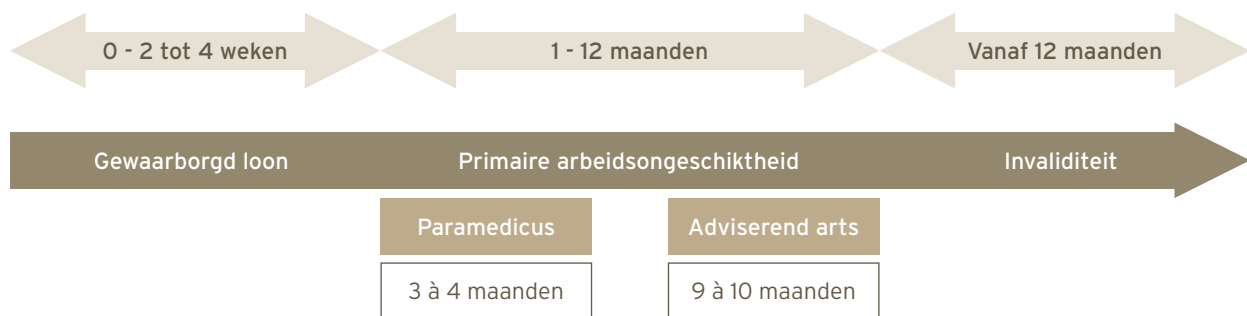 0 - 2 tot 4 weken
1 - 12 maanden
Vanaf 12 maanden
Gewaarborgd loon
Primaire arbeidsongeschiktheid
Invaliditeit
Paramedicus
Adviserend arts
3 à 4 maanden
9 à 10 maanden